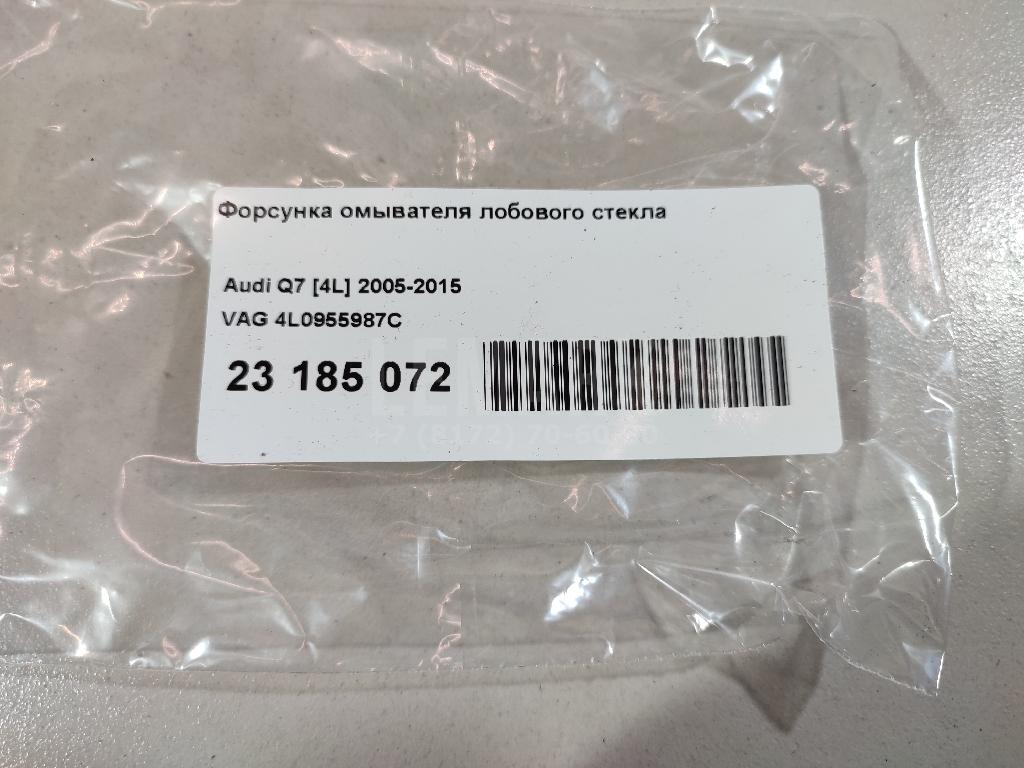 Форсунка омывателя лобового стекла
Audi Q7 [4L] 2005-2015
VAG 4L0955987C
23 185 072